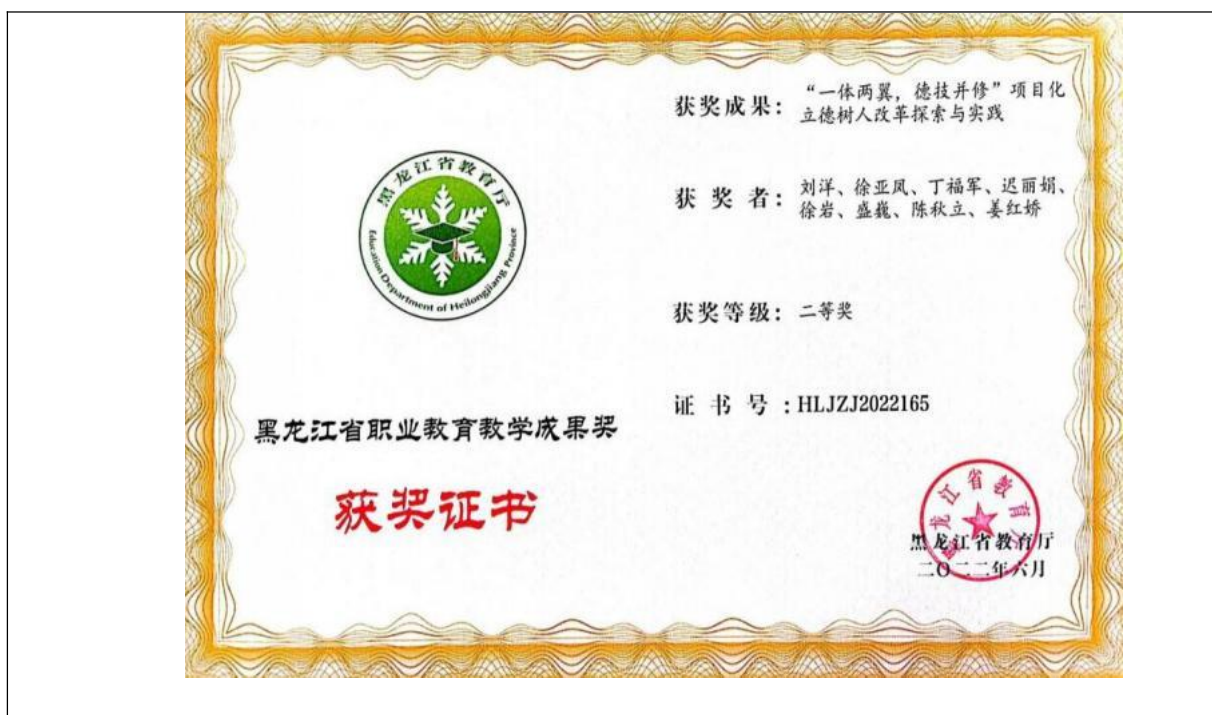 黑龙江省教育厅
Education Department of Heilongjiang Province
黑龙江省职业教育教学成果奖
获奖证书
获奖成果：“一体两翼，德技并修”项目化
立德树人改革探索与实践
获 奖 者：刘洋、徐亚凤、丁福军、迟丽娟、
徐岩、盛巍、陈秋立、姜红娇
获奖等级：二等奖
证 书 号：HLJZJ2022165
黑龙江省教育厅
黑龙江省教育厅
二〇二二年六月